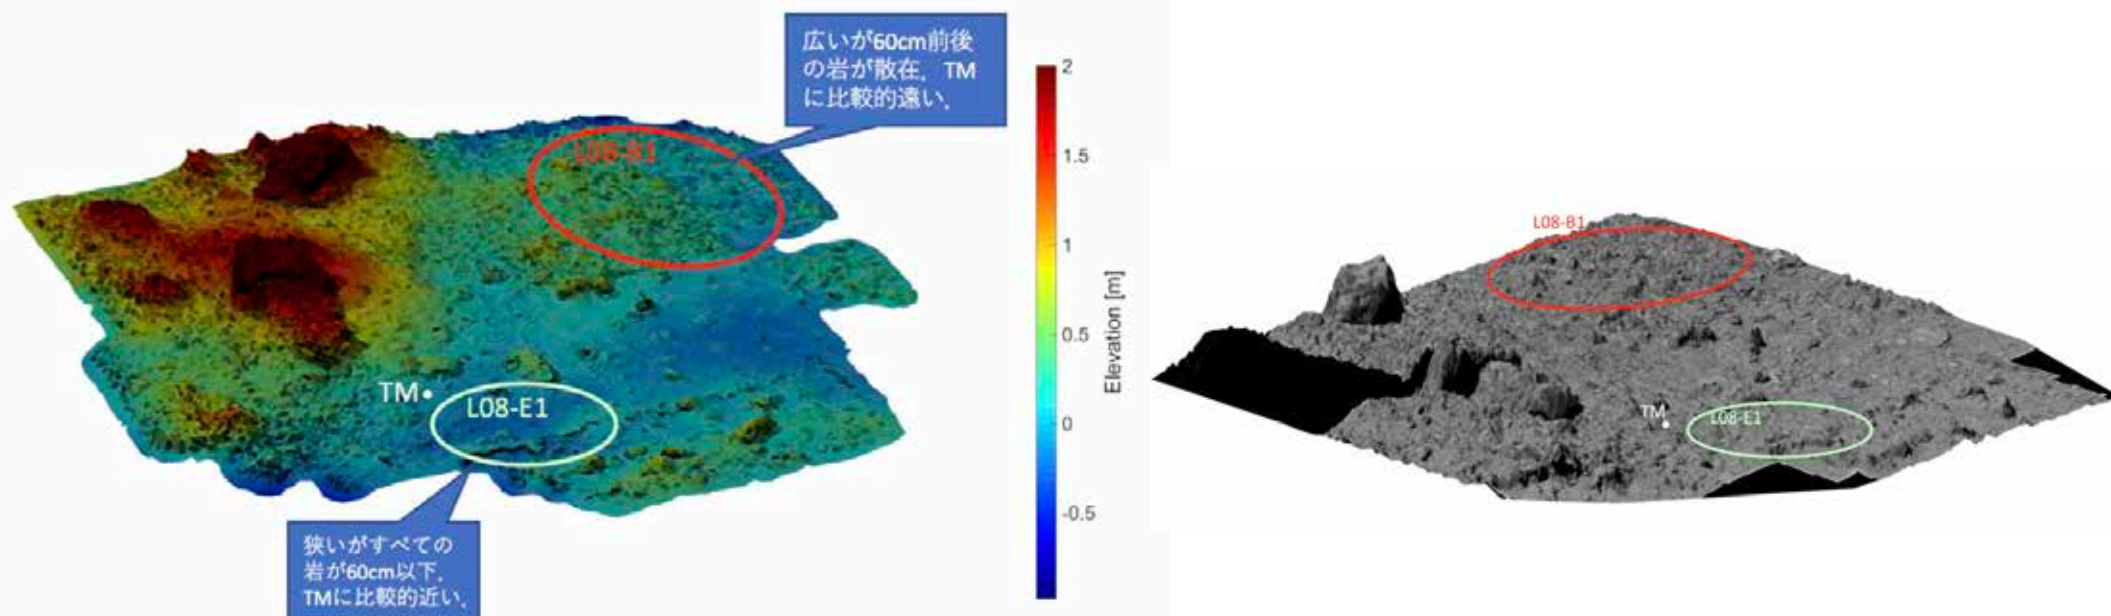 広いが60cm前後
の岩が散在．TM
に比較的遠い．
L08-B1
2
1.5
1
0.5
0
-0.5
Elevation [m]
TM
L08-E1
狭いがすべての
岩が60cm以下．
TMに比較的近い．
L08-B1
TM
L08-E1